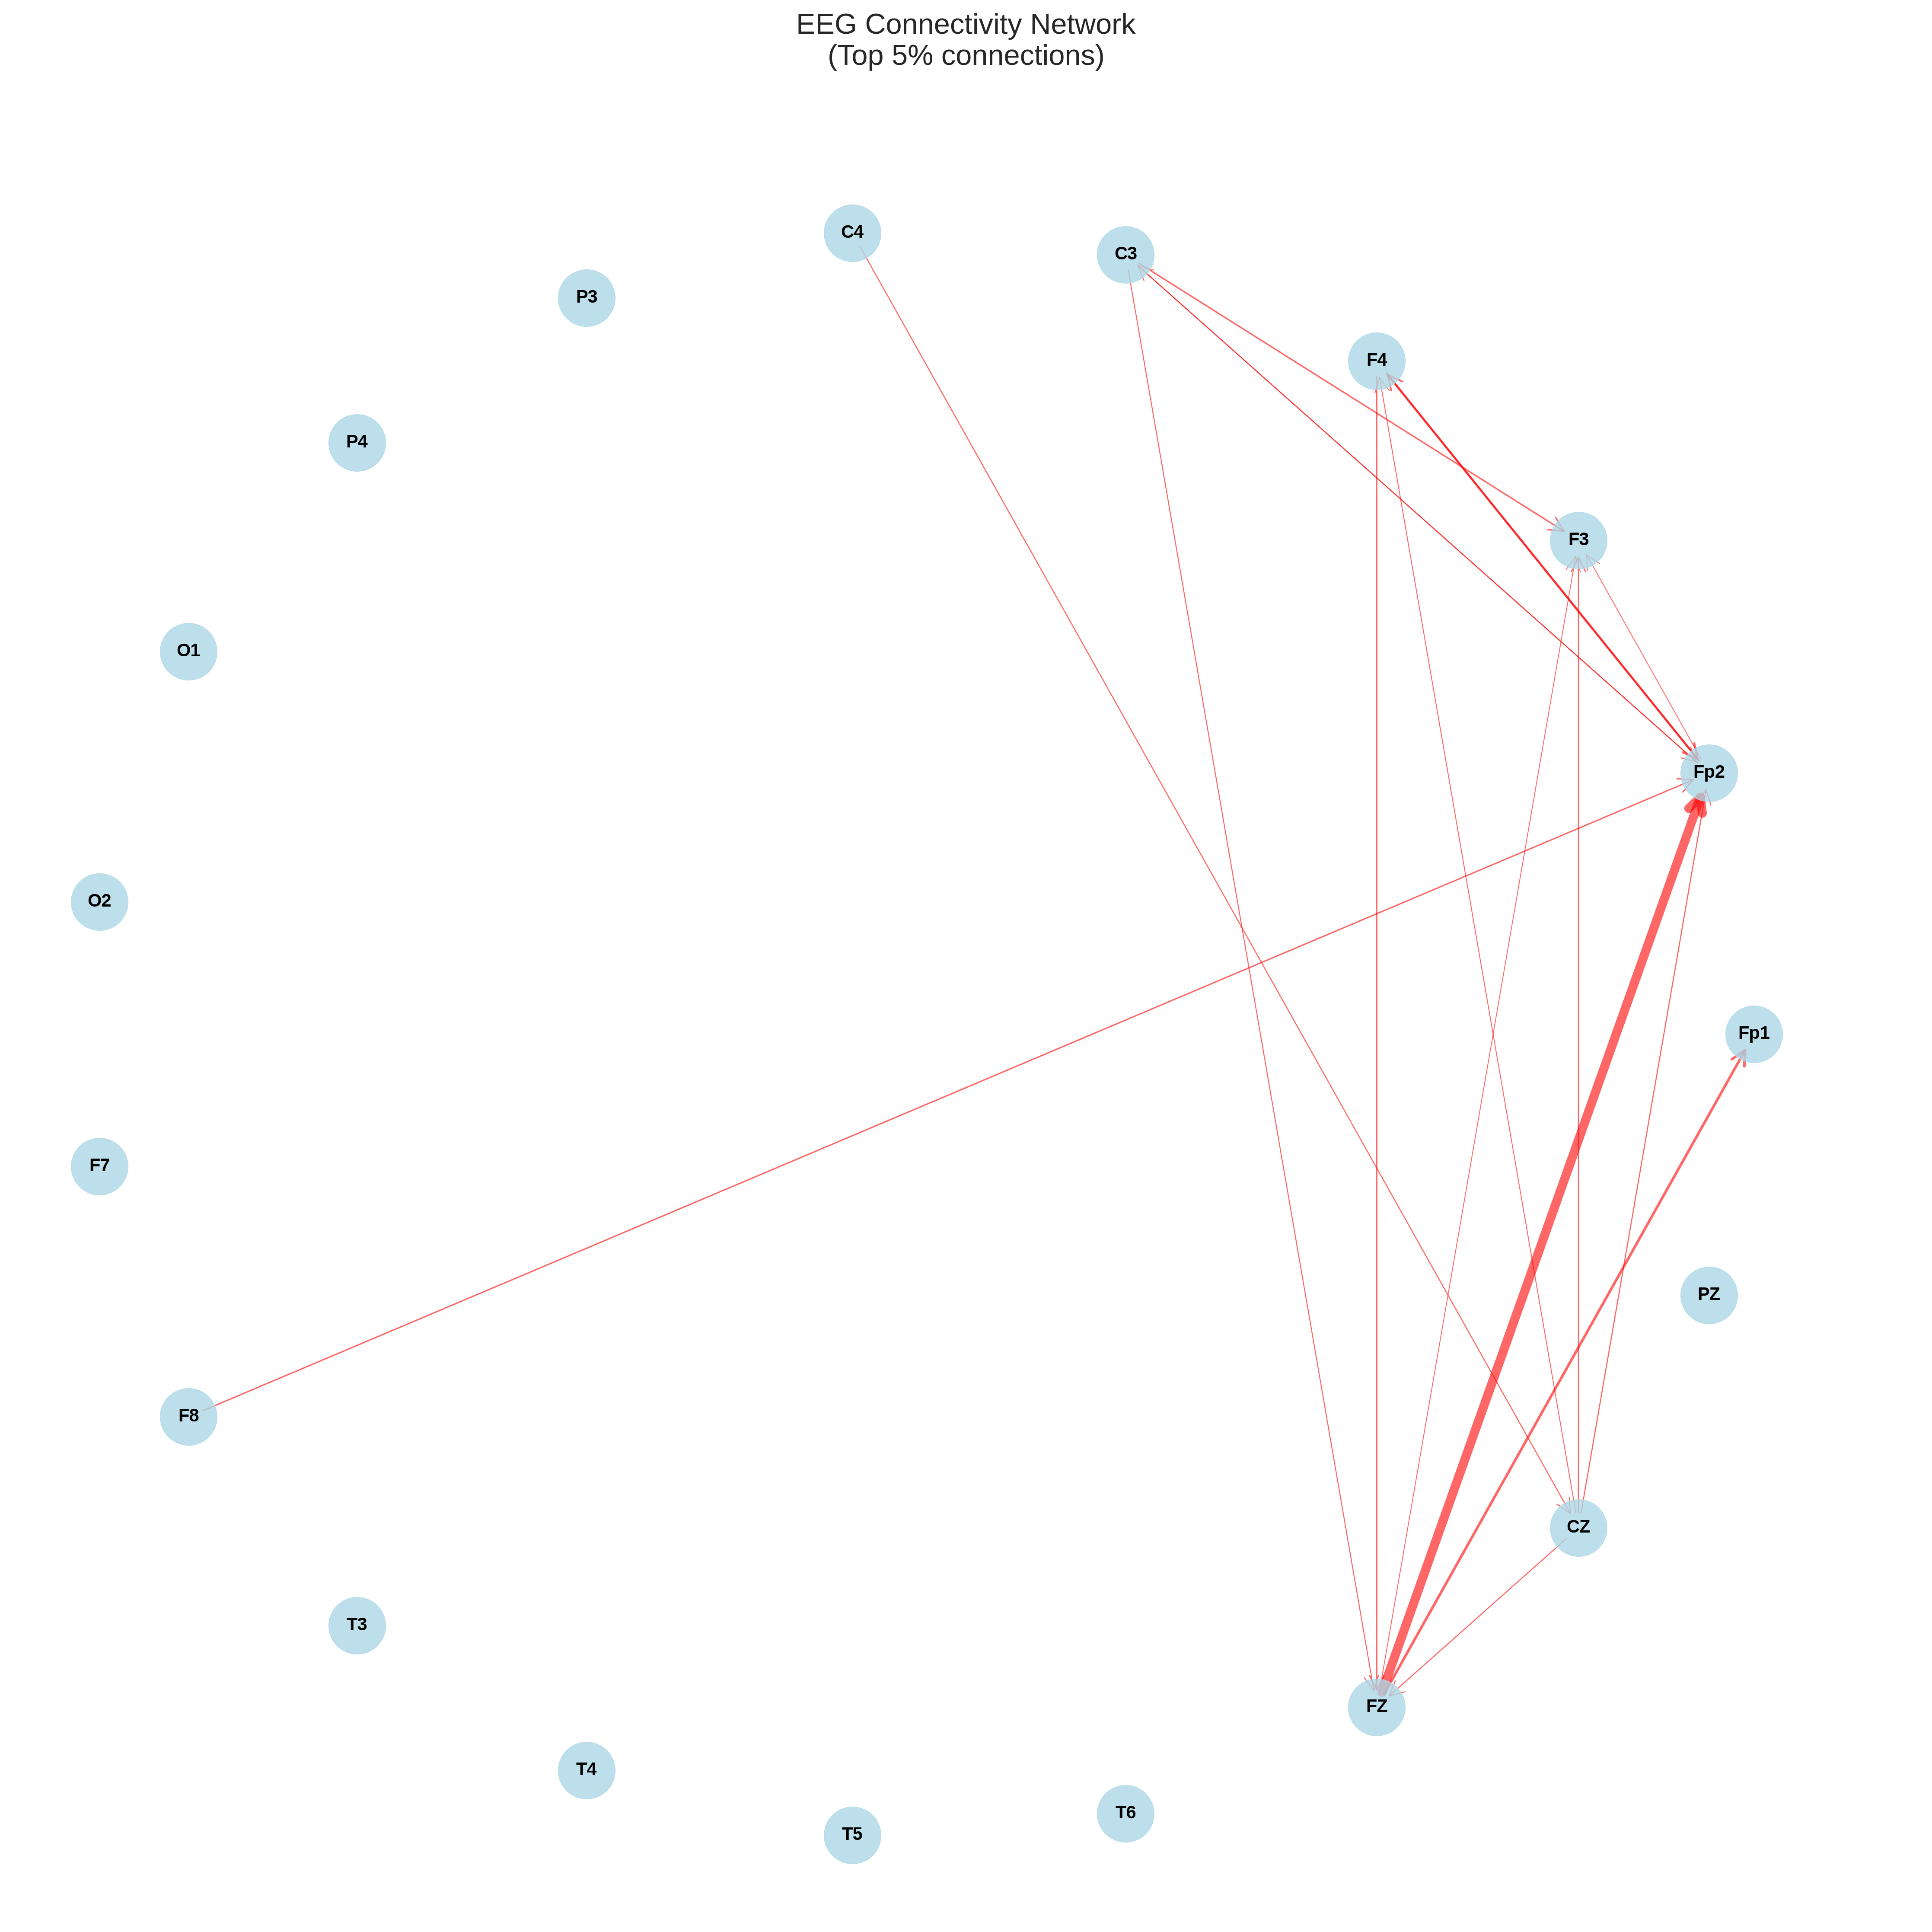 EEG Connectivity Network
(Top 5% connections)
C4
C3
P3
F4
P4
F3
O1
Fp2
O2
Fp1
F7
PZ
F8
CZ
T3
FZ
T4
T6
T5